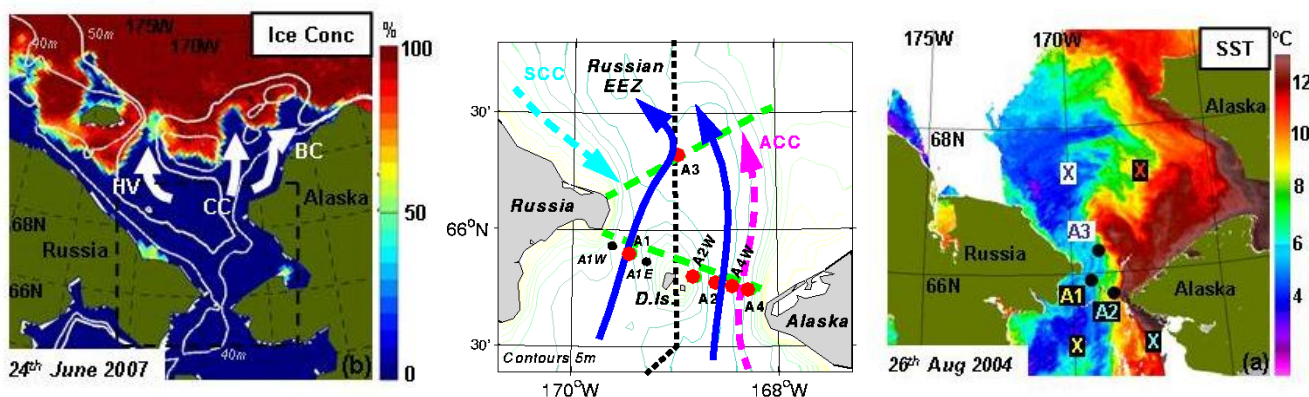 175W
170W
50m
40m
Ice Conc
%
100
50
0
HV
CC
BC
Alaska
Russia
68N
66N
40m
24th June 2007
(b)
SCC
Russian
EEZ
ACC
30'
66°N
30'
A3
Russia
A1
A1W
A1E
A2W
A4W
D.Is.
A2
A4
Alaska
Contours 5m
170°W
168°W
175W
170W
SST
°C
12
10
8
6
4
Alaska
68N
X
X
A3
Russia
66N
A1
A2
Alaska
X
X
26th Aug 2004
(a)